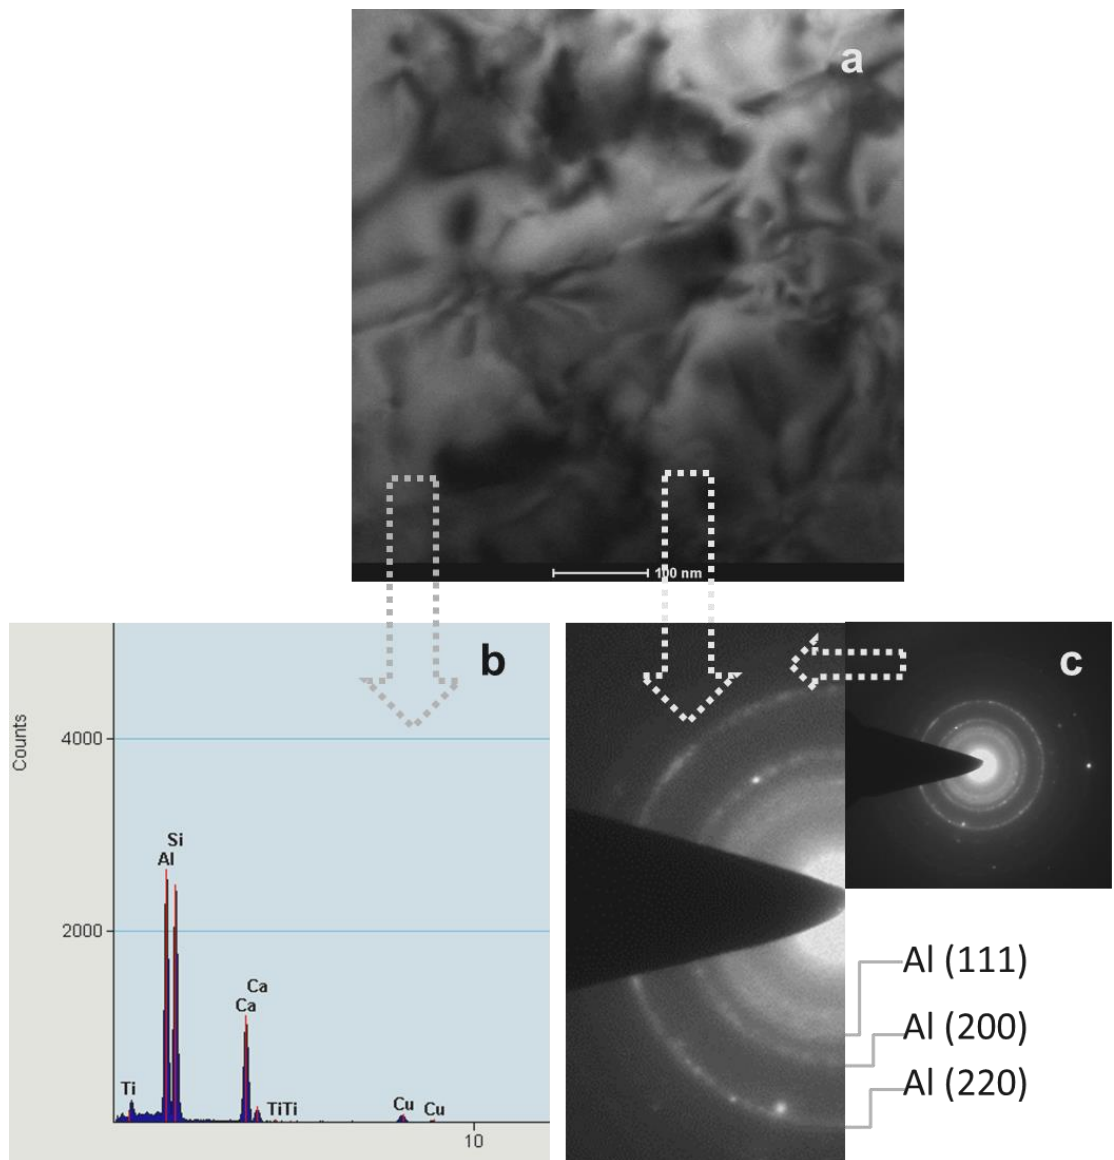 a
100 nm
b
Counts
4000
2000
Si
Al
Ca
Ca
Ti
TiTi
Cu
Cu
10
c
Al (111)
Al (200)
Al (220)